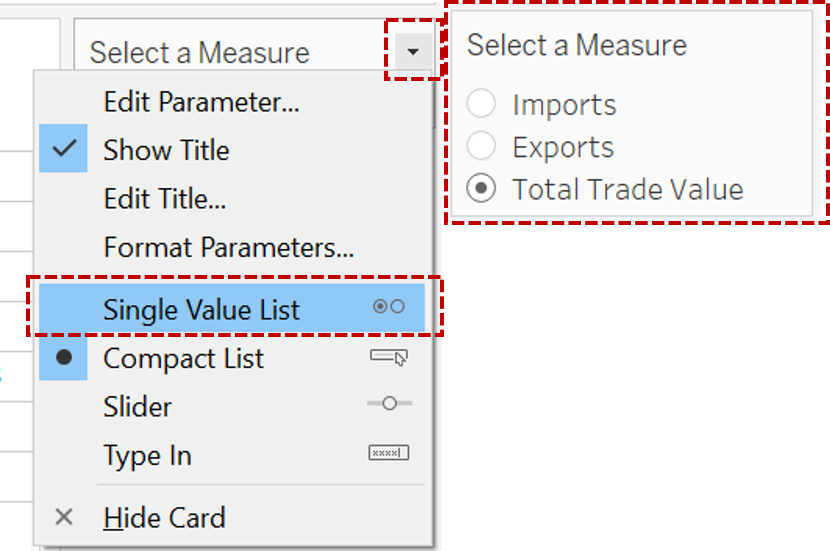 Select a Measure
Edit Parameter...
Show Title
Edit Title...
Format Parameters...
Single Value List
Compact List
Slider
Type In
xxxx
Hide Card
Select a Measure
Imports
Exports
Total Trade Value